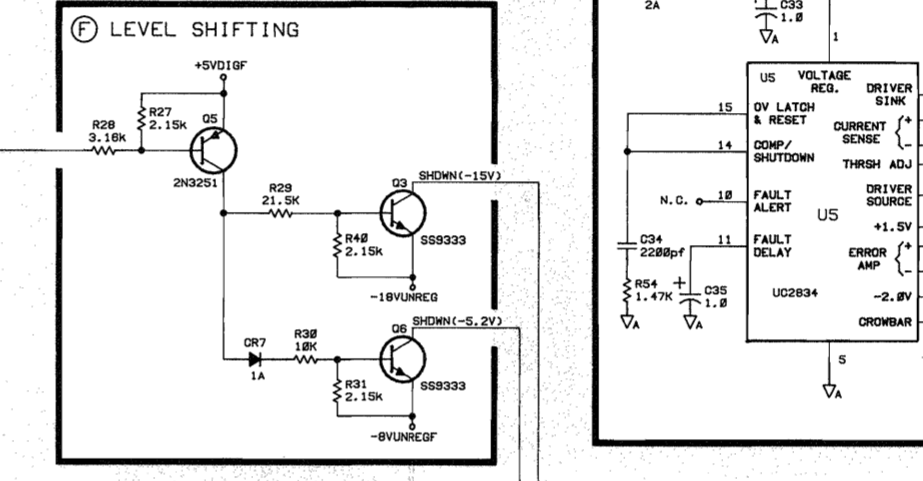 F LEVEL SHIFTING
+5VDIGF
R27
2.15k
R28
3.16k
Q5
2N3251
R29
21.5K
Q3
SHDWN(-15V)
R40
2.15k
SS9333
-18VUNREG
SHDWN(-5.2V)
CR7
1A
R30
10K
Q6
R31
2.15k
SS9333
-8VUNREGF
2A
C33
1.0
A
1
U5 VOLTAGE
REG.
DRIVER
SINK
15 OV LATCH
& RESET
CURRENT
SENSE
+
-
14 COMP/
SHUTDOWN
THRSH ADJ
N.C. 10 FAULT
ALERT
DRIVER
SOURCE
U5
+1.5V
11 FAULT
DELAY
ERROR
AMP
+
-
C34
2200pf
R54
1.47K
+
C35
1.0
UC2834
-2.0V
CROWBAR
A
A
5
A